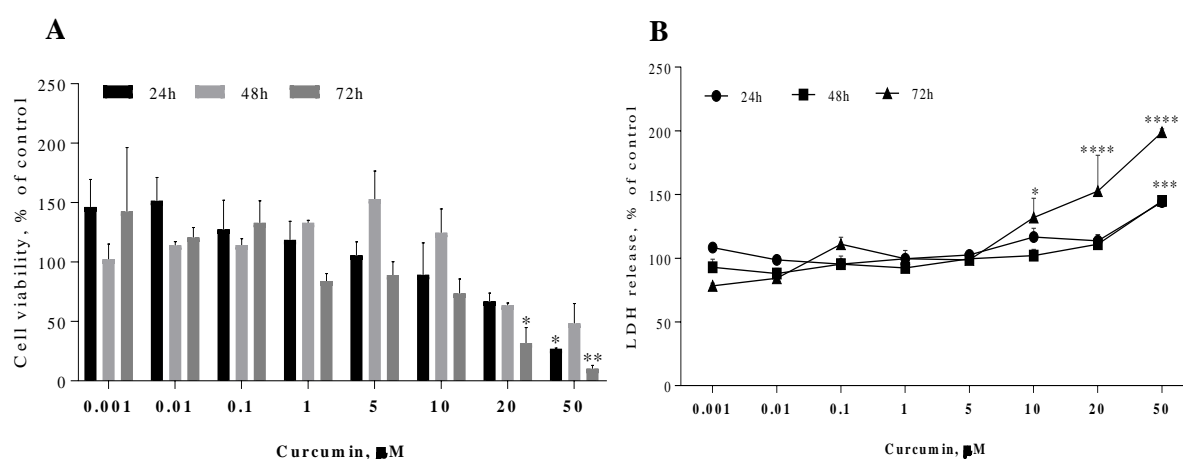 A
250
200
150
100
50
0
Cell viability, % of control
24h 48h 72h
*
*
**
0.001 0.01 0.1 1 5 10 20 50
Curcumin, μM
B
250
200
150
100
50
0
LDH release, % of control
24h 48h 72h
*
****
****
***
0.001 0.01 0.1 1 5 10 20 50
Curcumin, μM